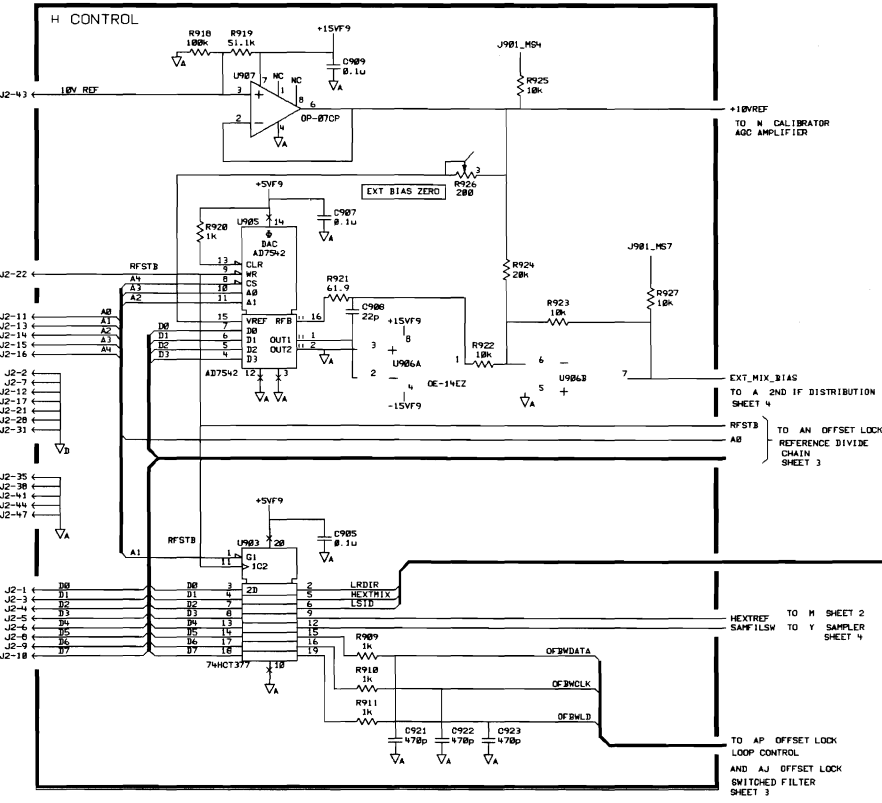 H CONTROL
R918
100k
R919
51.1k
+15VF9
C909
0.1u
A
A
J901_MS4
R925
10k
U907
NC
NC
7
1
8
3
+
2
-
6
4
OP-07CP
A
J2-43
10V REF
+10VREF
TO N CALIBRATOR
AGC AMPLIFIER
EXT BIAS ZERO
R926
200
3
+5VF9
C907
0.1u
A
R920
1k
U905
14
Φ
DAC
AD7542
13
CLR
9
WR
8
CS
10
A0
11
A1
15
VREF
RFB
16
7
D0
6
D1
OUT1
1
5
D2
OUT2
2
4
D3
AD7542
12
3
A
A
A
J2-22
RFSTB
A4
A3
A2
J2-11
A0
J2-13
A1
J2-14
A2
J2-15
A3
J2-16
A4
D0
D1
D2
D3
R921
61.9
C908
22p
+15VF9
8
3
+
U906A
2
-
4
-15VF9
OE-14EZ
1
R922
10k
R924
20k
R923
10k
J901_MS7
R927
10k
6
-
U906B
5
+
7
A
EXT_MIX_BIAS
TO A 2ND IF DISTRIBUTION
SHEET 4
J2-2
J2-7
J2-12
J2-17
J2-21
J2-28
J2-31
D
RFSTB
A0
TO AN OFFSET LOCK
REFERENCE DIVIDE
CHAIN
SHEET 3
J2-35
J2-38
J2-41
J2-44
J2-47
A
+5VF9
C905
0.1u
A
RFSTB
U903
20
A1
1
G1
11
1C2
J2-1
D0
D0
3
2D
2
LRDIR
J2-3
D1
D1
4
5
HEXTMIX
J2-4
D2
D2
7
6
LSID
J2-5
D3
D3
8
9
HEXTREF
TO M SHEET 2
J2-6
D4
D4
13
12
SAMFILSW
TO Y SAMPLER
SHEET 4
J2-8
D5
D5
14
15
J2-9
D6
D6
17
16
J2-10
D7
D7
18
19
74HCT377
10
A
R909
1k
OFBWDATA
R910
1k
OFBWCLK
R911
1k
OFBWLD
C921
470p
C922
470p
C923
470p
A
A
A
TO AP OFFSET LOCK
LOOP CONTROL
AND AJ OFFSET LOCK
SWITCHED FILTER
SHEET 3